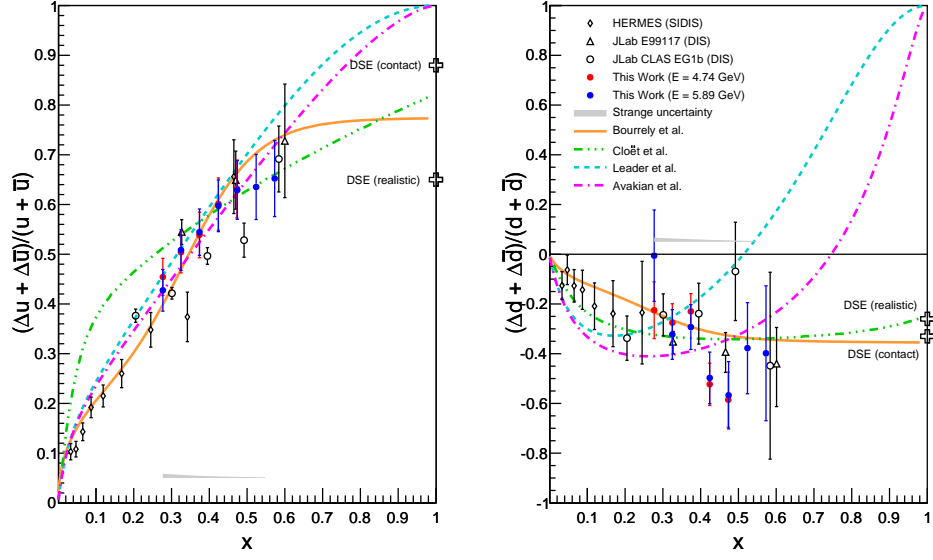 (Δu + Δu̅)/(u + u̅)
1
0.9
0.8
0.7
0.6
0.5
0.4
0.3
0.2
0.1
0
DSE (contact)
DSE (realistic)
0.1 0.2 0.3 0.4 0.5 0.6 0.7 0.8 0.9 1
x
(Δd + Δd̅)/(d + d̅)
1
0.8
0.6
0.4
0.2
0
-0.2
-0.4
-0.6
-0.8
-1
HERMES (SIDIS)
JLab E99117 (DIS)
JLab CLAS EG1b (DIS)
This Work (E = 4.74 GeV)
This Work (E = 5.89 GeV)
Strange uncertainty
Bourrely et al.
Cloët et al.
Leader et al.
Avakian et al.
DSE (realistic)
DSE (contact)
0.1 0.2 0.3 0.4 0.5 0.6 0.7 0.8 0.9 1
x